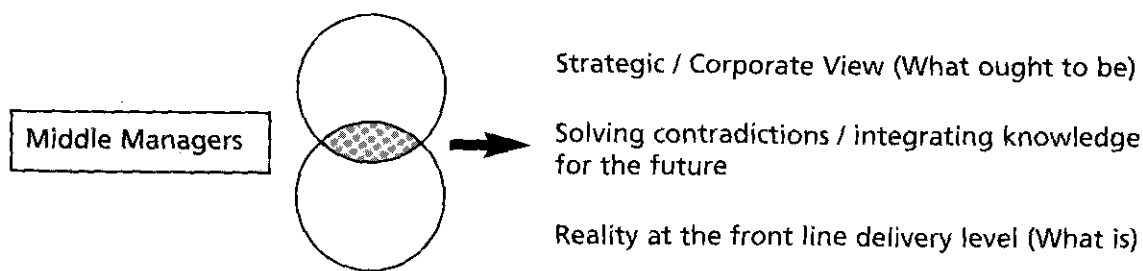 Strategic / Corporate View (What ought to be)
Middle Managers
Solving contradictions / integrating knowledge
for the future
Reality at the front line delivery level (What is)